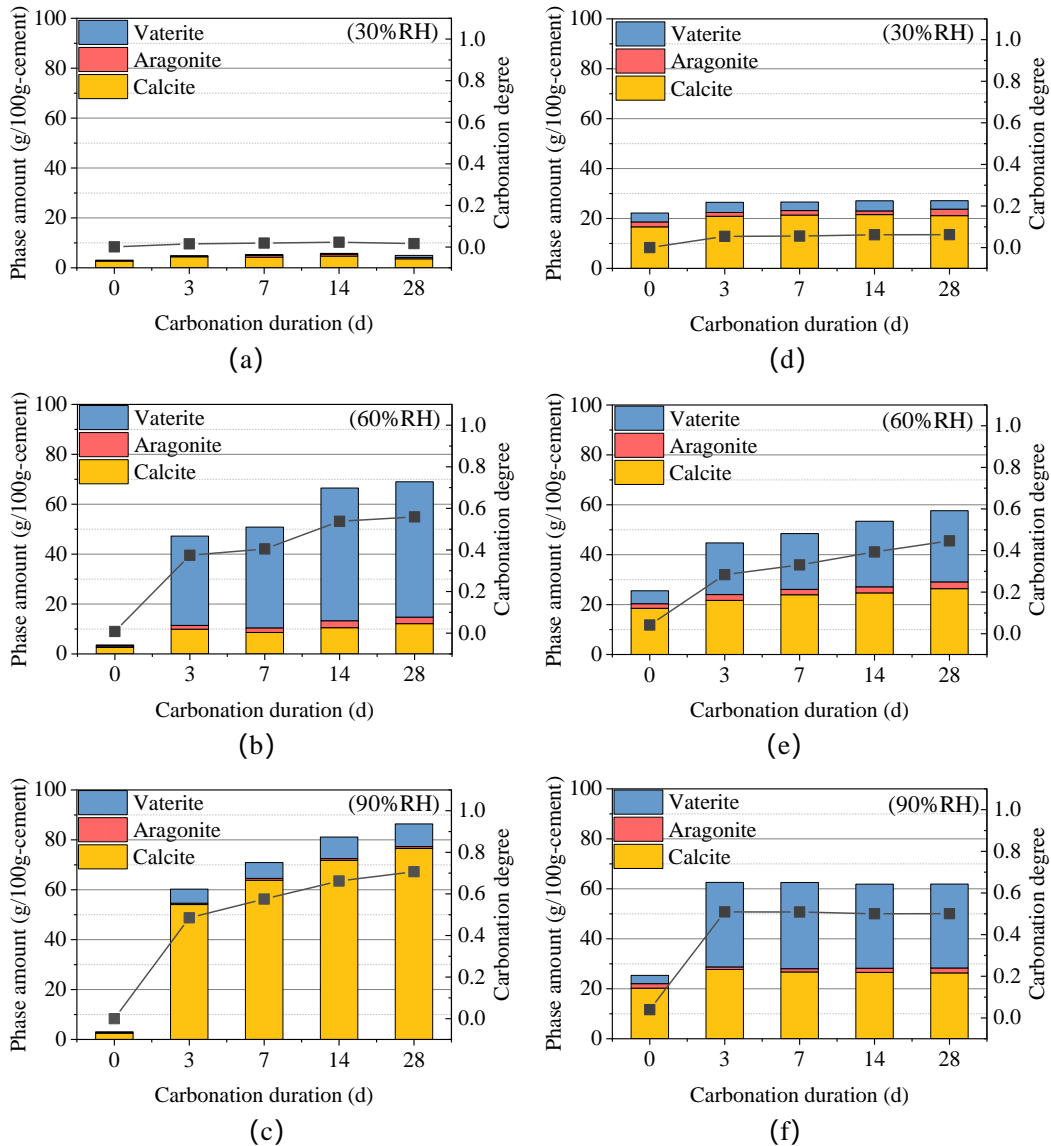 Phase amount (g/100g-cement)
100
80
60
40
20
0
Vaterite
Aragonite
Calcite
(30%RH)
1.0
0.8
0.6
0.4
0.2
0.0
Carbonation degree
0 3 7 14 28
Carbonation duration (d)
(a)
Phase amount (g/100g-cement)
100
80
60
40
20
0
Vaterite
Aragonite
Calcite
(30%RH)
1.0
0.8
0.6
0.4
0.2
0.0
Carbonation degree
0 3 7 14 28
Carbonation duration (d)
(d)
Phase amount (g/100g-cement)
100
80
60
40
20
0
Vaterite
Aragonite
Calcite
(60%RH)
1.0
0.8
0.6
0.4
0.2
0.0
Carbonation degree
0 3 7 14 28
Carbonation duration (d)
(b)
Phase amount (g/100g-cement)
100
80
60
40
20
0
Vaterite
Aragonite
Calcite
(60%RH)
1.0
0.8
0.6
0.4
0.2
0.0
Carbonation degree
0 3 7 14 28
Carbonation duration (d)
(e)
Phase amount (g/100g-cement)
100
80
60
40
20
0
Vaterite
Aragonite
Calcite
(90%RH)
1.0
0.8
0.6
0.4
0.2
0.0
Carbonation degree
0 3 7 14 28
Carbonation duration (d)
(c)
Phase amount (g/100g-cement)
100
80
60
40
20
0
Vaterite
Aragonite
Calcite
(90%RH)
1.0
0.8
0.6
0.4
0.2
0.0
Carbonation degree
0 3 7 14 28
Carbonation duration (d)
(f)